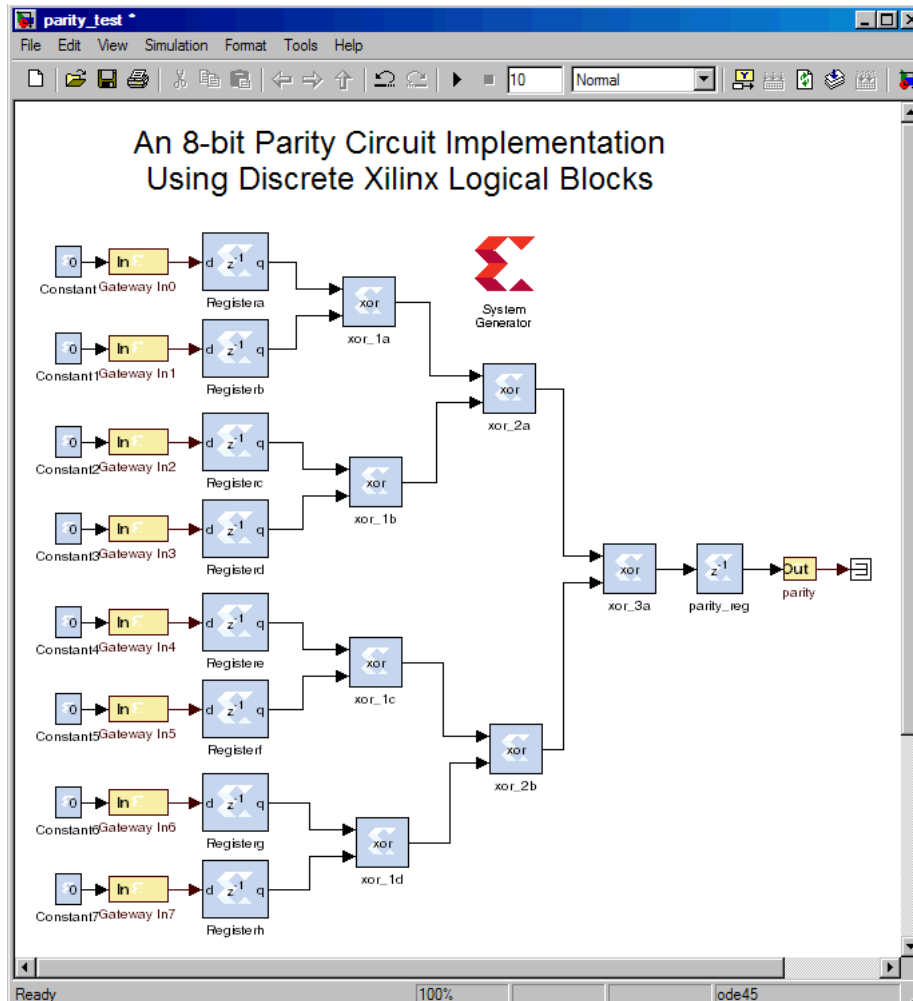 parity_test *
File Edit View Simulation Format Tools Help
10 Normal
An 8-bit Parity Circuit Implementation
Using Discrete Xilinx Logical Blocks
0 In d z-1 q
Constant Gateway In0
Registera
xor
xor_1a
System
Generator
0 In d z-1 q
Constant1 Gateway In1
Registerb
xor
xor_2a
0 In d z-1 q
Constant2 Gateway In2
Registerc
xor
xor_1b
0 In d z-1 q
Constant3 Gateway In3
Registerd
xor z-1 Out
xor_3a parity_reg parity
0 In d z-1 q
Constant4 Gateway In4
Registere
xor
xor_1c
0 In d z-1 q
Constant5 Gateway In5
Registerf
xor
xor_2b
0 In d z-1 q
Constant6 Gateway In6
Registerg
xor
xor_1d
0 In d z-1 q
Constant7 Gateway In7
Registerh
Ready 100% ode45